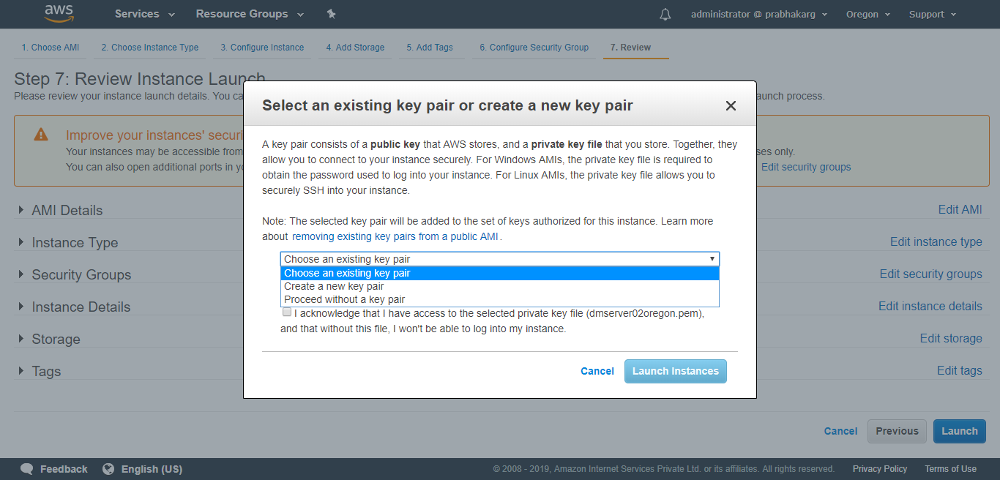 aws
Services
Resource Groups
administrator @ prabhakarg
Oregon
Support
1. Choose AMI
2. Choose Instance Type
3. Configure Instance
4. Add Storage
5. Add Tags
6. Configure Security Group
7. Review
Step 7: Review Instance Launch
Please review your instance launch details. You ca
aunch process.
Improve your instances' securi
Your instances may be accessible from
ses only.
You can also open additional ports in yo
Edit security groups
AMI Details
Edit AMI
Instance Type
Edit instance type
Security Groups
Edit security groups
Instance Details
Edit instance details
Storage
Edit storage
Tags
Edit tags
Select an existing key pair or create a new key pair
A key pair consists of a public key that AWS stores, and a private key file that you store. Together, they
allow you to connect to your instance securely. For Windows AMIs, the private key file is required to
obtain the password used to log into your instance. For Linux AMIs, the private key file allows you to
securely SSH into your instance.
Note: The selected key pair will be added to the set of keys authorized for this instance. Learn more
about removing existing key pairs from a public AMI.
Choose an existing key pair
Choose an existing key pair
Create a new key pair
Proceed without a key pair
I acknowledge that I have access to the selected private key file (dmserver02oregon.pem),
and that without this file, I won't be able to log into my instance.
Cancel
Launch Instances
Cancel
Previous
Launch
Feedback
English (US)
© 2008 - 2019, Amazon Internet Services Private Ltd. or its affiliates. All rights reserved.
Privacy Policy
Terms of Use